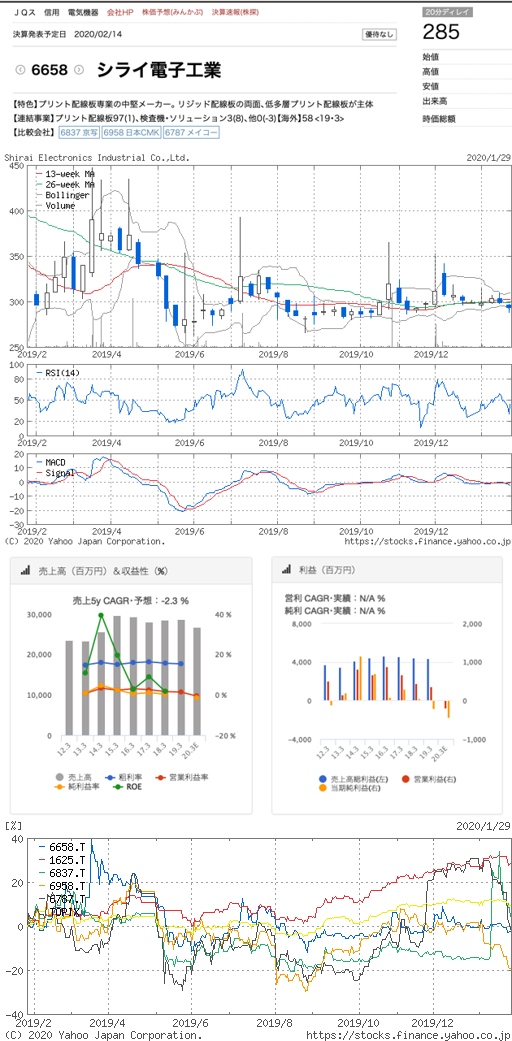 JQス 信用 電気機器 会社HP 株価予想(みんかぶ) 決算速報(株探)
決算発表予定日 2020/02/14
優待なし
20分ディレイ
285
6658 シライ電子工業
始値
高値
安値
出来高
時価総額
【特色】プリント配線板専業の中堅メーカー。リジッド配線板の両面、低多層プリント配線板が主体
【連結事業】プリント配線板97(1)、検査機・ソリューション3(8)、他0(-3)【海外】58 <19・3>
【比較会社】 6837 京写 6958 日本CMK 6787 メイコー
Shirai Electronics Industrial Co.,Ltd. 2020/1/29
13-week MA
26-week MA
Bollinger
Volume
450
400
350
300
250
2019/2 2019/4 2019/6 2019/8 2019/10 2019/12
RSI(14)
100
80
50
20
0
2019/2 2019/4 2019/6 2019/8 2019/10 2019/12
MACD
Signal
20
10
0
-10
-20
-30
2019/2 2019/4 2019/6 2019/8 2019/10 2019/12
(C) 2020 Yahoo Japan Corporation. https://stocks.finance.yahoo.co.jp
売上高（百万円）＆収益性（%）
売上5y CAGR・予想：-2.3 %
30,000
20,000
10,000
0
40 %
20 %
0 %
-20 %
12.3 13.3 14.3 15.3 16.3 17.3 18.3 19.3 20.3E
売上高 粗利率 営業利益率
純利益率 ROE
利益（百万円）
営利 CAGR・実績：N/A %
純利 CAGR・実績：N/A %
8,000
4,000
0
-4,000
2,000
1,000
0
-1,000
12.3 13.3 14.3 15.3 16.3 17.3 18.3 19.3 20.3E
売上高総利益(左) 営業利益(右)
当期純利益(右)
[%] 2020/1/29
6658.T
1625.T
6837.T
6958.T
6787.T
TOPIX
40
20
0
-20
-40
2019/2 2019/4 2019/6 2019/8 2019/10 2019/12
(C) 2020 Yahoo Japan Corporation. https://stocks.finance.yahoo.co.jp